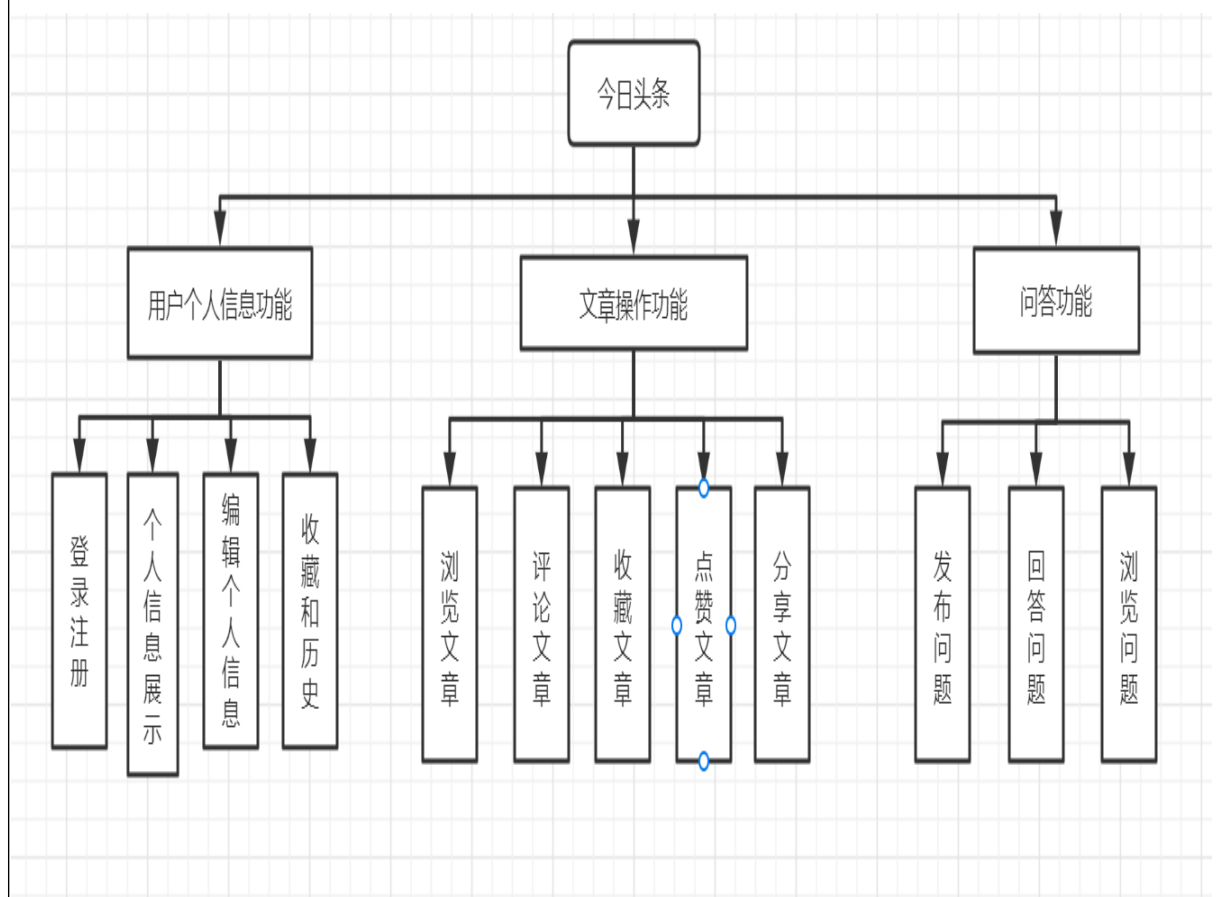 今日头条
用户个人信息功能
文章操作功能
问答功能
登录注册
个人信息展示
编辑个人信息
收藏和历史
浏览文章
评论文章
收藏文章
点赞文章
分享文章
发布问题
回答问题
浏览问题